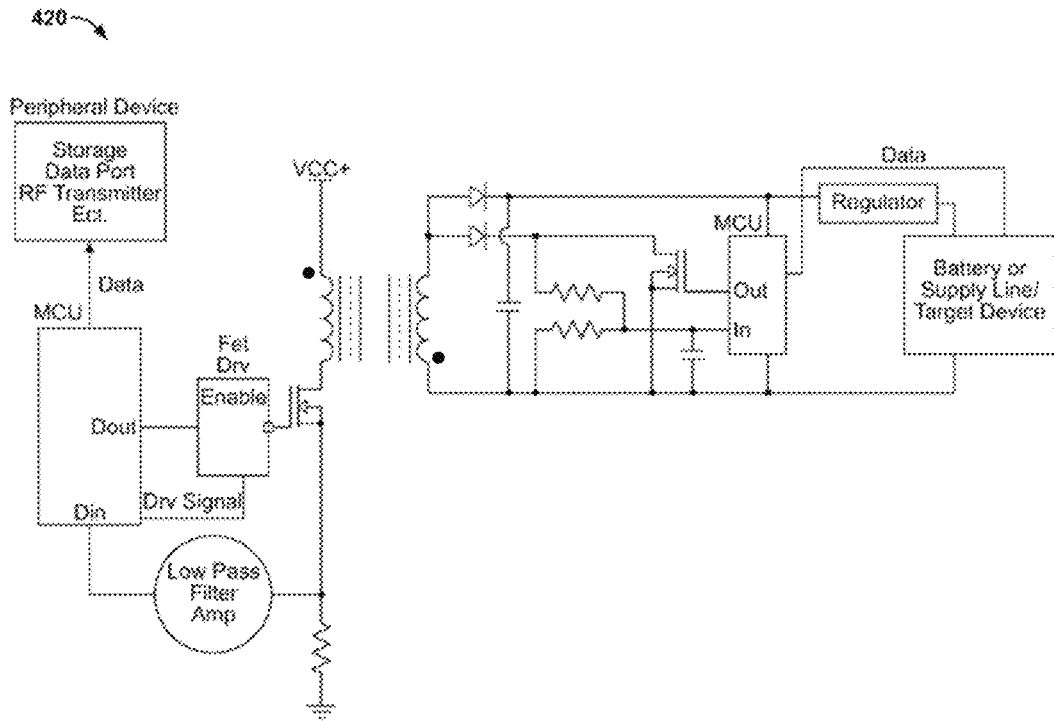 420
Peripheral Device
Storage
Data Port
RF Transmitter
Ect.
Data
MCU
Dout
Din
Fet
Drv
Enable
Drv Signal
Low Pass
Filter
Amp
VCC+
Data
MCU
Out
In
Regulator
Battery or
Supply Line/
Target Device